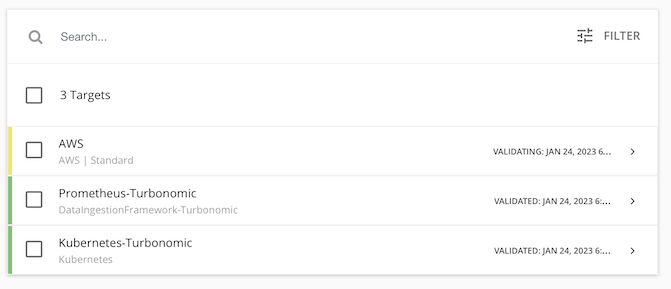 Search...
FILTER
3 Targets
AWS
VALIDATING: JAN 24, 2023 6...
AWS | Standard
Prometheus-Turbonomic
VALIDATED: JAN 24, 2023 6:...
DataIngestionFramework-Turbonomic
Kubernetes-Turbonomic
VALIDATED: JAN 24, 2023 6:...
Kubernetes